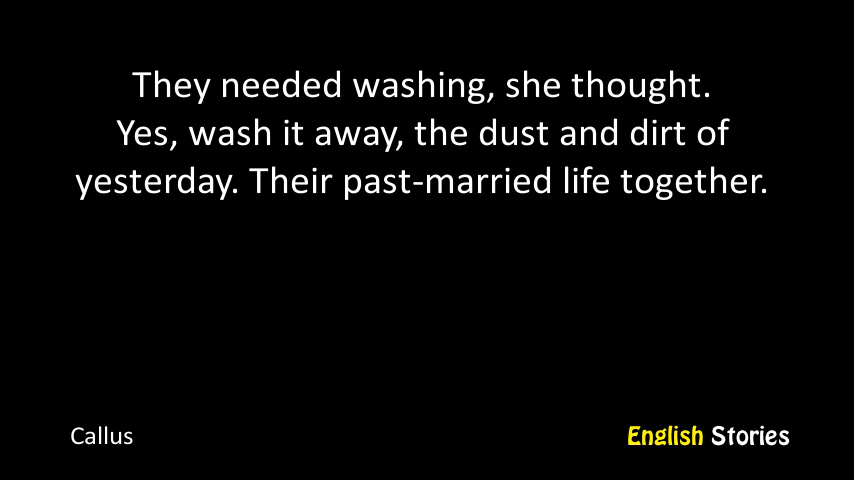 They needed washing, she thought.
Yes, wash it away, the dust and dirt of
yesterday. Their past-married life together.
Callus
English Stories